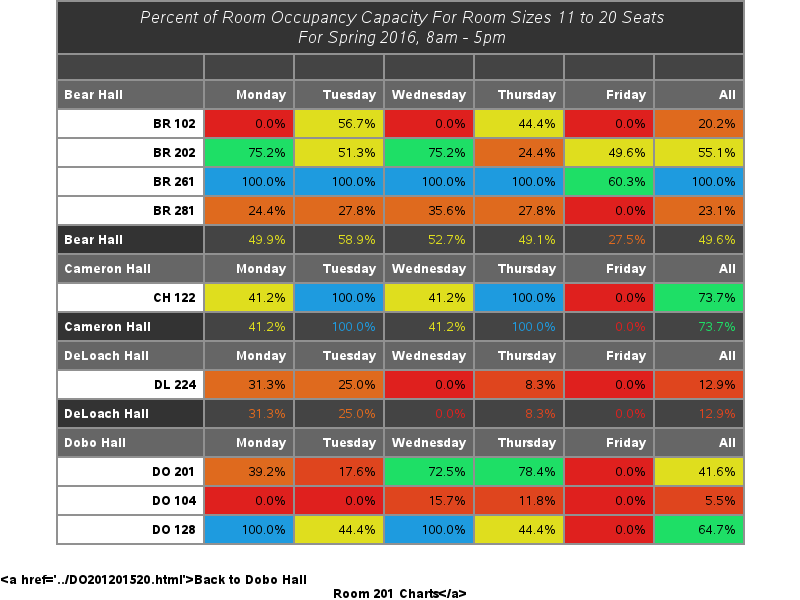 Percent of Room Occupancy Capacity For Room Sizes 11 to 20 Seats
For Spring 2016, 8am - 5pm
Bear Hall Monday Tuesday Wednesday Thursday Friday All
BR 102 0.0% 56.7% 0.0% 44.4% 0.0% 20.2%
BR 202 75.2% 51.3% 75.2% 24.4% 49.6% 55.1%
BR 261 100.0% 100.0% 100.0% 100.0% 60.3% 100.0%
BR 281 24.4% 27.8% 35.6% 27.8% 0.0% 23.1%
Bear Hall 49.9% 58.9% 52.7% 49.1% 27.5% 49.6%
Cameron Hall Monday Tuesday Wednesday Thursday Friday All
CH 122 41.2% 100.0% 41.2% 100.0% 0.0% 73.7%
Cameron Hall 41.2% 100.0% 41.2% 100.0% 0.0% 73.7%
DeLoach Hall Monday Tuesday Wednesday Thursday Friday All
DL 224 31.3% 25.0% 0.0% 8.3% 0.0% 12.9%
DeLoach Hall 31.3% 25.0% 0.0% 8.3% 0.0% 12.9%
Dobo Hall Monday Tuesday Wednesday Thursday Friday All
DO 201 39.2% 17.6% 72.5% 78.4% 0.0% 41.6%
DO 104 0.0% 0.0% 15.7% 11.8% 0.0% 5.5%
DO 128 100.0% 44.4% 100.0% 44.4% 0.0% 64.7%
<a href='../DO201201520.html'>Back to Dobo Hall
Room 201 Charts</a>